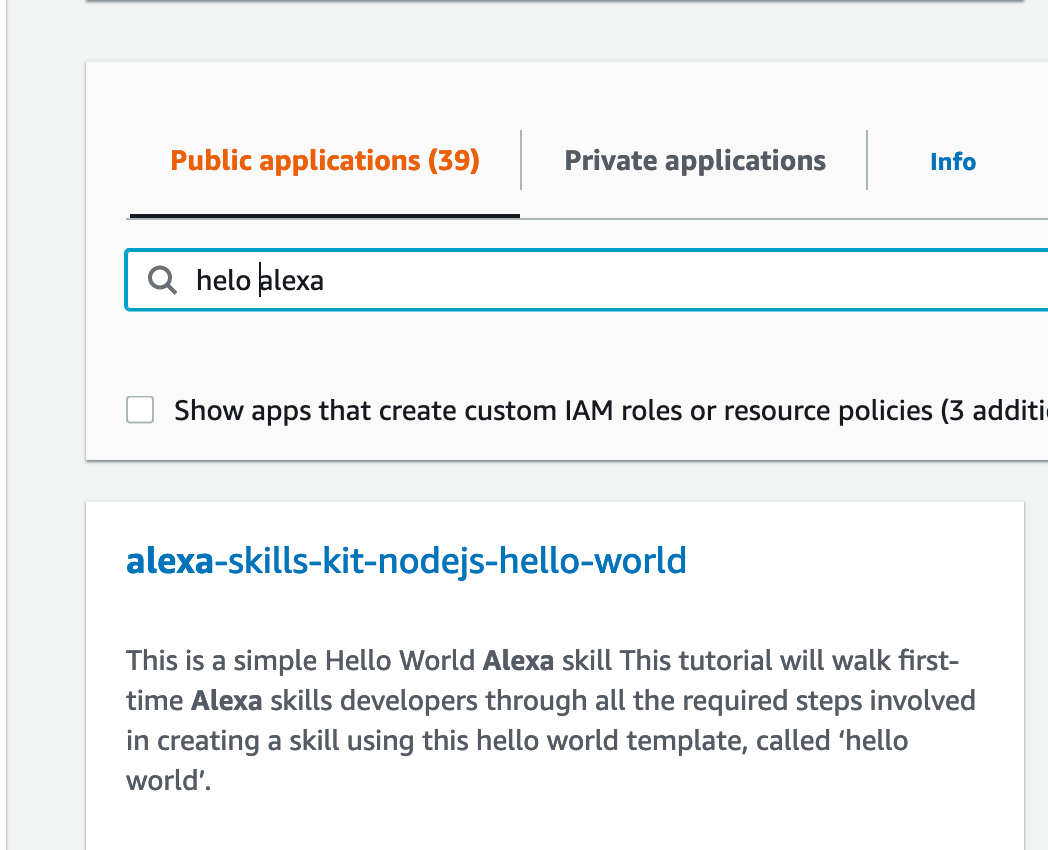 Public applications (39)
Private applications
Info
helo alexa
Show apps that create custom IAM roles or resource policies (3
alexa-skills-kit-nodejs-hello-world
This is a simple Hello World Alexa skill This tutorial will walk first-
time Alexa skills developers through all the required steps involved
in creating a skill using this hello world template, called ‘hello
world’.